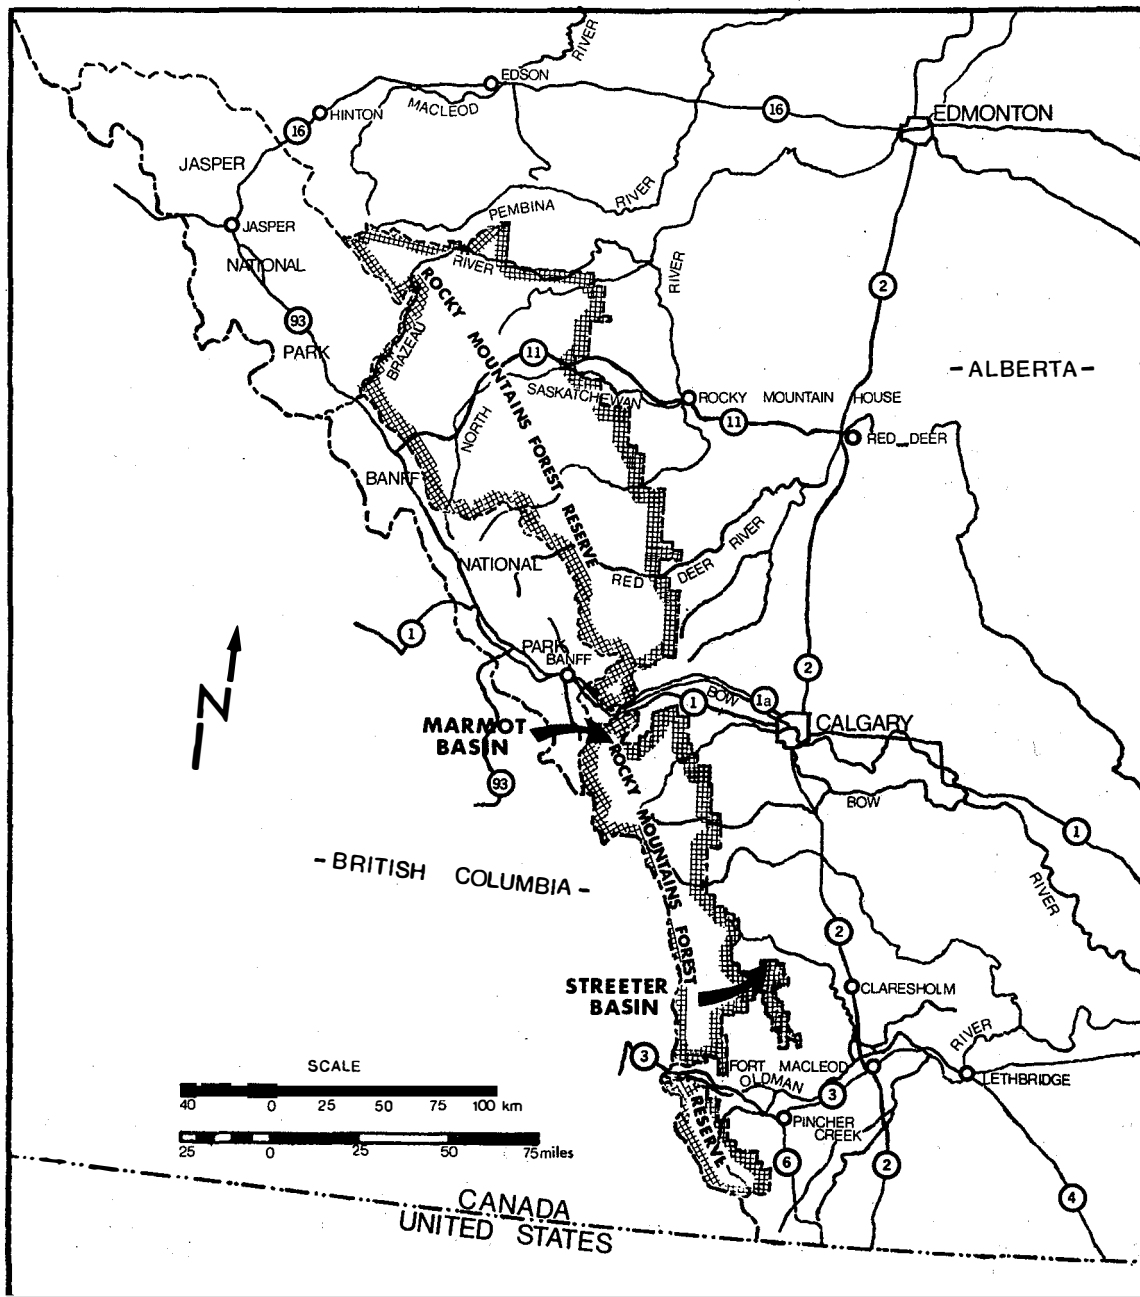 RIVER
EDSON
MACLEOD
HINTON
16
16
EDMONTON
JASPER
JASPER
NATIONAL
PARK
93
RIVER
PEMBINA
RIVER
RIVER
2
BRAZEAU
ROCKY MOUNTAINS FOREST RESERVE
11
SASKATCHEWAN
NORTH
ROCKY MOUNTAIN HOUSE
11
RED DEER
- ALBERTA -
BANFF
NATIONAL
PARK
RED DEER RIVER
1
BANFF
2
N
1
BOW
1a
CALGARY
MARMOT
BASIN
93
ROCKY MOUNTAINS FOREST
BOW
RIVER
1
- BRITISH COLUMBIA -
2
STREETER
BASIN
CLARESHOLM
RIVER
3
FORT MACLEOD
OLDMAN
3
LETHBRIDGE
RESERVE
PINCHER
CREEK
6
2
4
SCALE
40 0 25 50 75 100 km
25 0 25 50 75 miles
CANADA
UNITED STATES